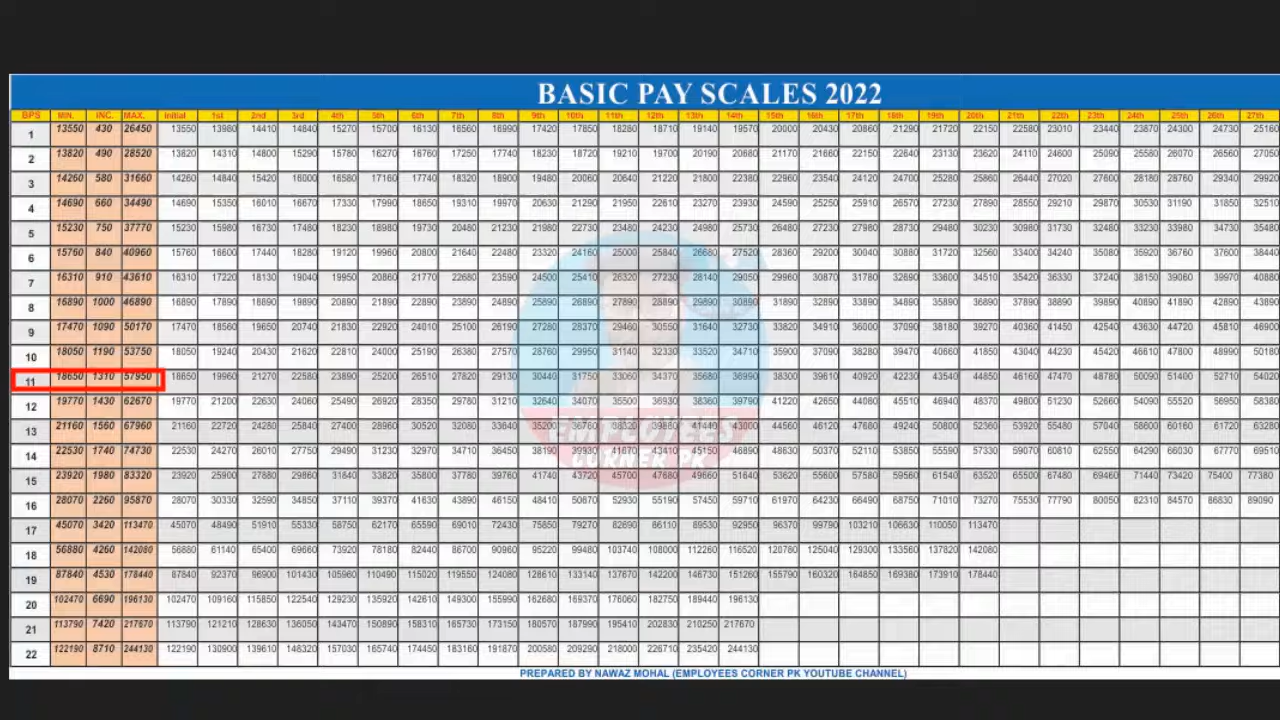 BASIC PAY SCALES 2022
BPS MIN. INC. MAX. Initial 1st 2nd 3rd 4th 5th 6th 7th 8th 9th 10th 11th 12th 13th 14th 15th 16th 17th 18th 19th 20th 21th 22th 23th 24th 25th 26th 27th
1 13550 430 26450 13550 13980 14410 14840 15270 15700 16130 16560 16990 17420 17850 18280 18710 19140 19570 20000 20430 20860 21290 21720 22150 22580 23010 23440 23870 24300 24730 25160
2 13820 490 28520 13820 14310 14800 15290 15780 16270 16760 17250 17740 18230 18720 19210 19700 20190 20680 21170 21660 22150 22640 23130 23620 24110 24600 25090 25580 26070 26560 27050
3 14260 580 31660 14260 14840 15420 16000 16580 17160 17740 18320 18900 19480 20060 20640 21220 21800 22380 22960 23540 24120 24700 25280 25860 26440 27020 27600 28180 28760 29340 29920
4 14690 660 34490 14690 15350 16010 16670 17330 17990 18650 19310 19970 20630 21290 21950 22610 23270 23930 24590 25250 25910 26570 27230 27890 28550 29210 29870 30530 31190 31850 32510
5 15230 750 37770 15230 15980 16730 17480 18230 18980 19730 20480 21230 21980 22730 23480 24230 24980 25730 26480 27230 27980 28730 29480 30230 30980 31730 32480 33230 33980 34730 35480
6 15760 840 40960 15760 16600 17440 18280 19120 19960 20800 21640 22480 23320 24160 25000 25840 26680 27520 28360 29200 30040 30880 31720 32560 33400 34240 35080 35920 36760 37600 38440
7 16310 910 43610 16310 17220 18130 19040 19950 20860 21770 22680 23590 24500 25410 26320 27230 28140 29050 29960 30870 31780 32690 33600 34510 35420 36330 37240 38150 39060 39970 40880
8 16890 1000 46890 16890 17890 18890 19890 20890 21890 22890 23890 24890 25890 26890 27890 28890 29890 30890 31890 32890 33890 34890 35890 36890 37890 38890 39890 40890 41890 42890 43890
9 17470 1090 50170 17470 18560 19650 20740 21830 22920 24010 25100 26190 27280 28370 29460 30550 31640 32730 33820 34910 36000 37090 38180 39270 40360 41450 42540 43630 44720 45810 46900
10 18050 1190 53750 18050 19240 20430 21620 22810 24000 25190 26380 27570 28760 29950 31140 32330 33520 34710 35900 37090 38280 39470 40660 41850 43040 44230 45420 46610 47800 48990 50180
11 18650 1310 57950 18650 19960 21270 22580 23890 25200 26510 27820 29130 30440 31750 33060 34370 35680 36990 38300 39610 40920 42230 43540 44850 46160 47470 48780 50090 51400 52710 54020
12 19770 1430 62670 19770 21200 22630 24060 25490 26920 28350 29780 31210 32640 34070 35500 36930 38360 39790 41220 42650 44080 45510 46940 48370 49800 51230 52660 54090 55520 56950 58380
13 21160 1560 67960 21160 22720 24280 25840 27400 28960 30520 32080 33640 35200 36760 38320 39880 41440 43000 44560 46120 47680 49240 50800 52360 53920 55480 57040 58600 60160 61720 63280
14 22530 1740 74730 22530 24270 26010 27750 29490 31230 32970 34710 36450 38190 39930 41670 43410 45150 46890 48630 50370 52110 53850 55590 57330 59070 60810 62550 64290 66030 67770 69510
15 23920 1980 83320 23920 25900 27880 29860 31840 33820 35800 37780 39760 41740 43720 45700 47680 49660 51640 53620 55600 57580 59560 61540 63520 65500 67480 69460 71440 73420 75400 77380
16 28070 2260 95870 28070 30330 32590 34850 37110 39370 41630 43890 46150 48410 50670 52930 55190 57450 59710 61970 64230 66490 68750 71010 73270 75530 77790 80050 82310 84570 86830 89090
17 45070 3420 113470 45070 48490 51910 55330 58750 62170 65590 69010 72430 75850 79270 82690 86110 89530 92950 96370 99790 103210 106630 110050 113470
18 56880 4260 142080 56880 61140 65400 69660 73920 78180 82440 86700 90960 95220 99480 103740 108000 112260 116520 120780 125040 129300 133560 137820 142080
19 87840 4530 178440 87840 92370 96900 101430 105960 110490 115020 119550 124080 128610 133140 137670 142200 146730 151260 155790 160320 164850 169380 173910 178440
20 102470 6690 196130 102470 109160 115850 122540 129230 135920 142610 149300 155990 162680 169370 176060 182750 189440 196130
21 113790 7420 217670 113790 121210 128630 136050 143470 150890 158310 165730 173150 180570 187990 195410 202830 210250 217670
22 122190 8710 244130 122190 130900 139610 148320 157030 165740 174450 183160 191870 200580 209290 218000 226710 235420 244130
EMPLOYEES
CORNER PK
PREPARED BY NAWAZ MOHAL (EMPLOYEES CORNER PK YOUTUBE CHANNEL)